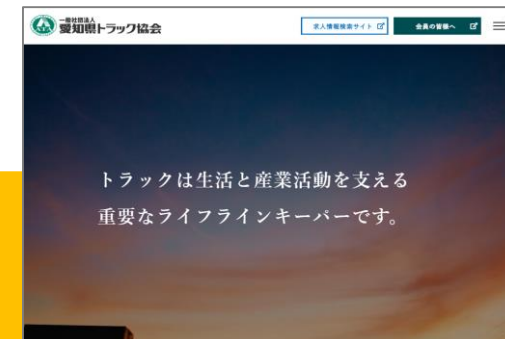 一般社団法人
愛知県トラック協会
求人情報検索サイト
会員の皆様へ
トラックは生活と産業活動を支える
重要なライフラインキーパーです。